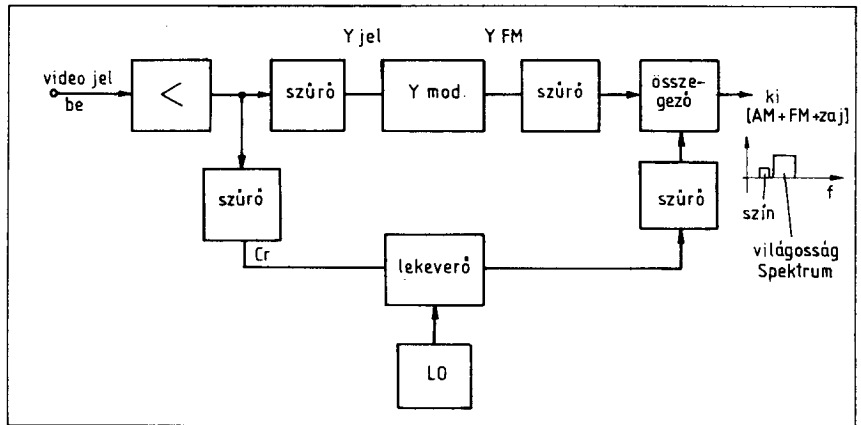 Y jel
Y FM
video jel
be
<
szűrő
Y mod.
szűrő
össze-
gező
ki
[AM+FM+zaj]
szűrő
Cr
lekeverő
szűrő
f
szín
világosság
Spektrum
LO